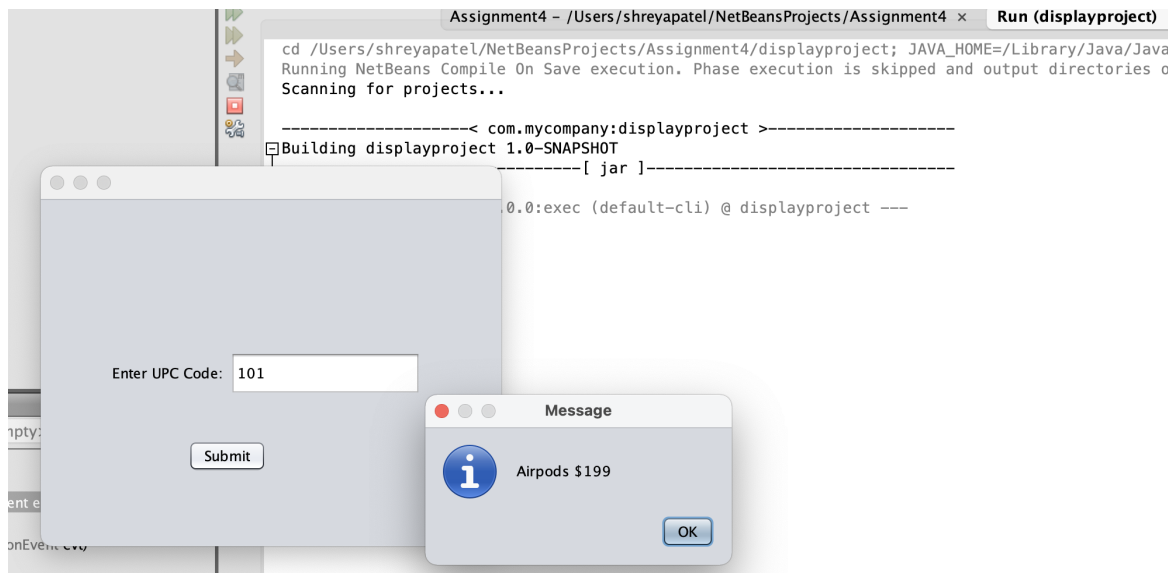 Assignment4 – /Users/shreyapatel/NetBeansProjects/Assignment4 × Run (displayproject)
cd /Users/shreyapatel/NetBeansProjects/Assignment4/displayproject; JAVA_HOME=/Library/Java/Java
Running NetBeans Compile On Save execution. Phase execution is skipped and output directories o
Scanning for projects...
--------------------< com.mycompany:displayproject >--------------------
Building displayproject 1.0-SNAPSHOT
---------[ jar ]---------------------------------
.0.0:exec (default-cli) @ displayproject ---
Enter UPC Code: 101
Submit
Message
Airpods $199
OK
ent e
onEvent evt)